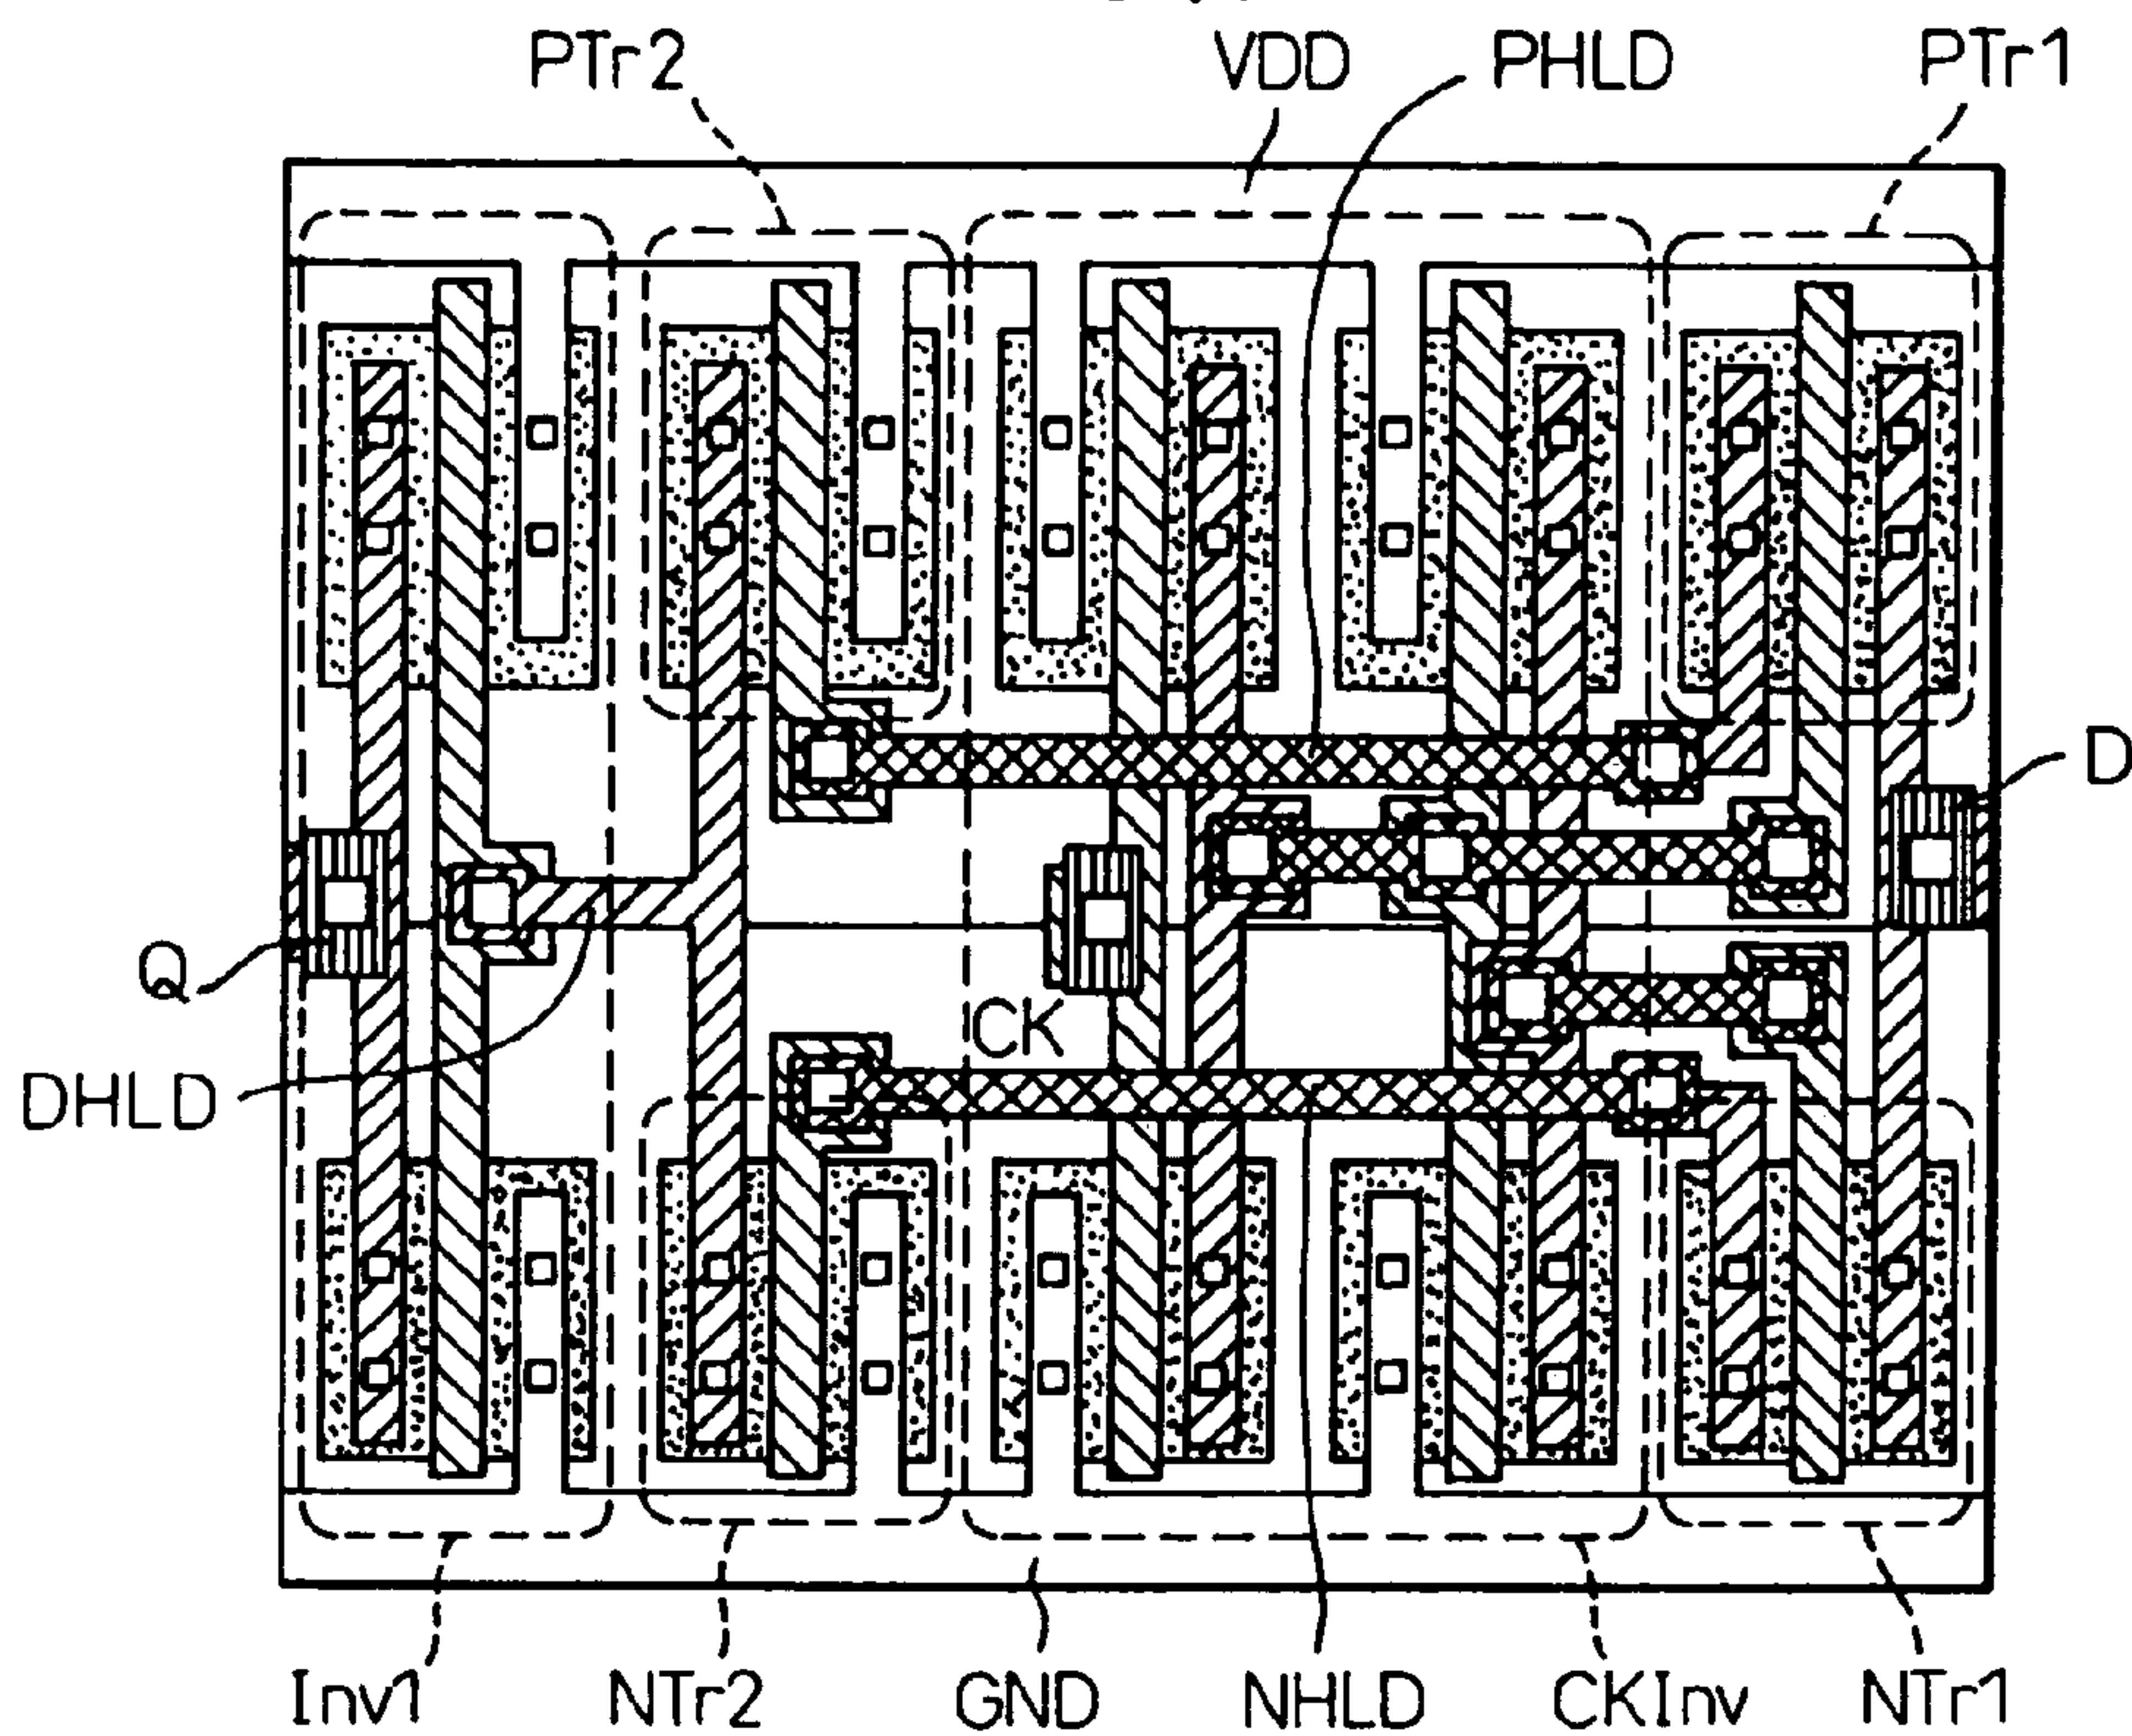 PTr2 VDD PHLD PTr1
D
Q
CK
DHLD
Inv1 NTr2 GND NHLD CKInv NTr1